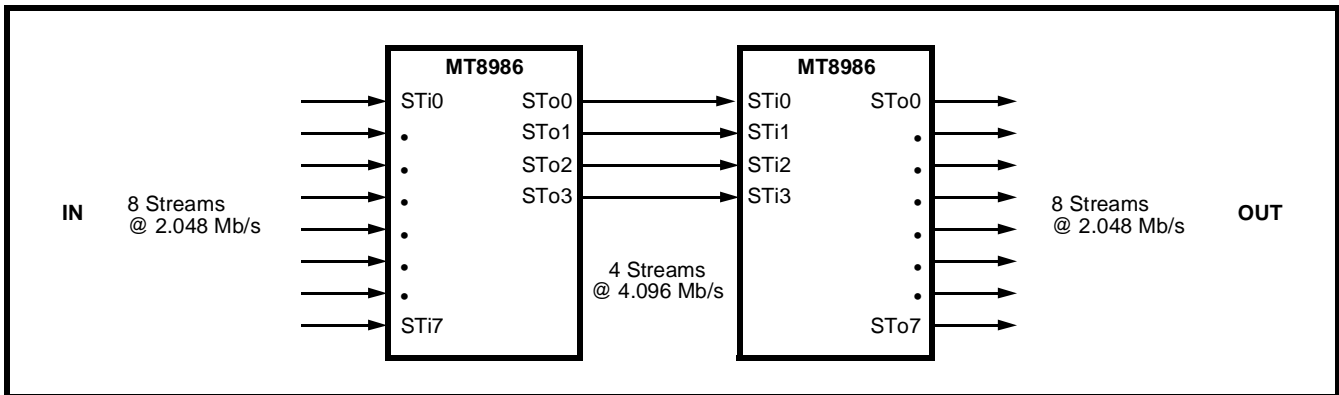 MT8986
MT8986
STi0 STo0 STi0 STo0
STo1 STi1
STo2 STi2
STo3 STi3
IN
8 Streams
@ 2.048 Mb/s
8 Streams
@ 2.048 Mb/s
OUT
4 Streams
@ 4.096 Mb/s
STi7
STo7